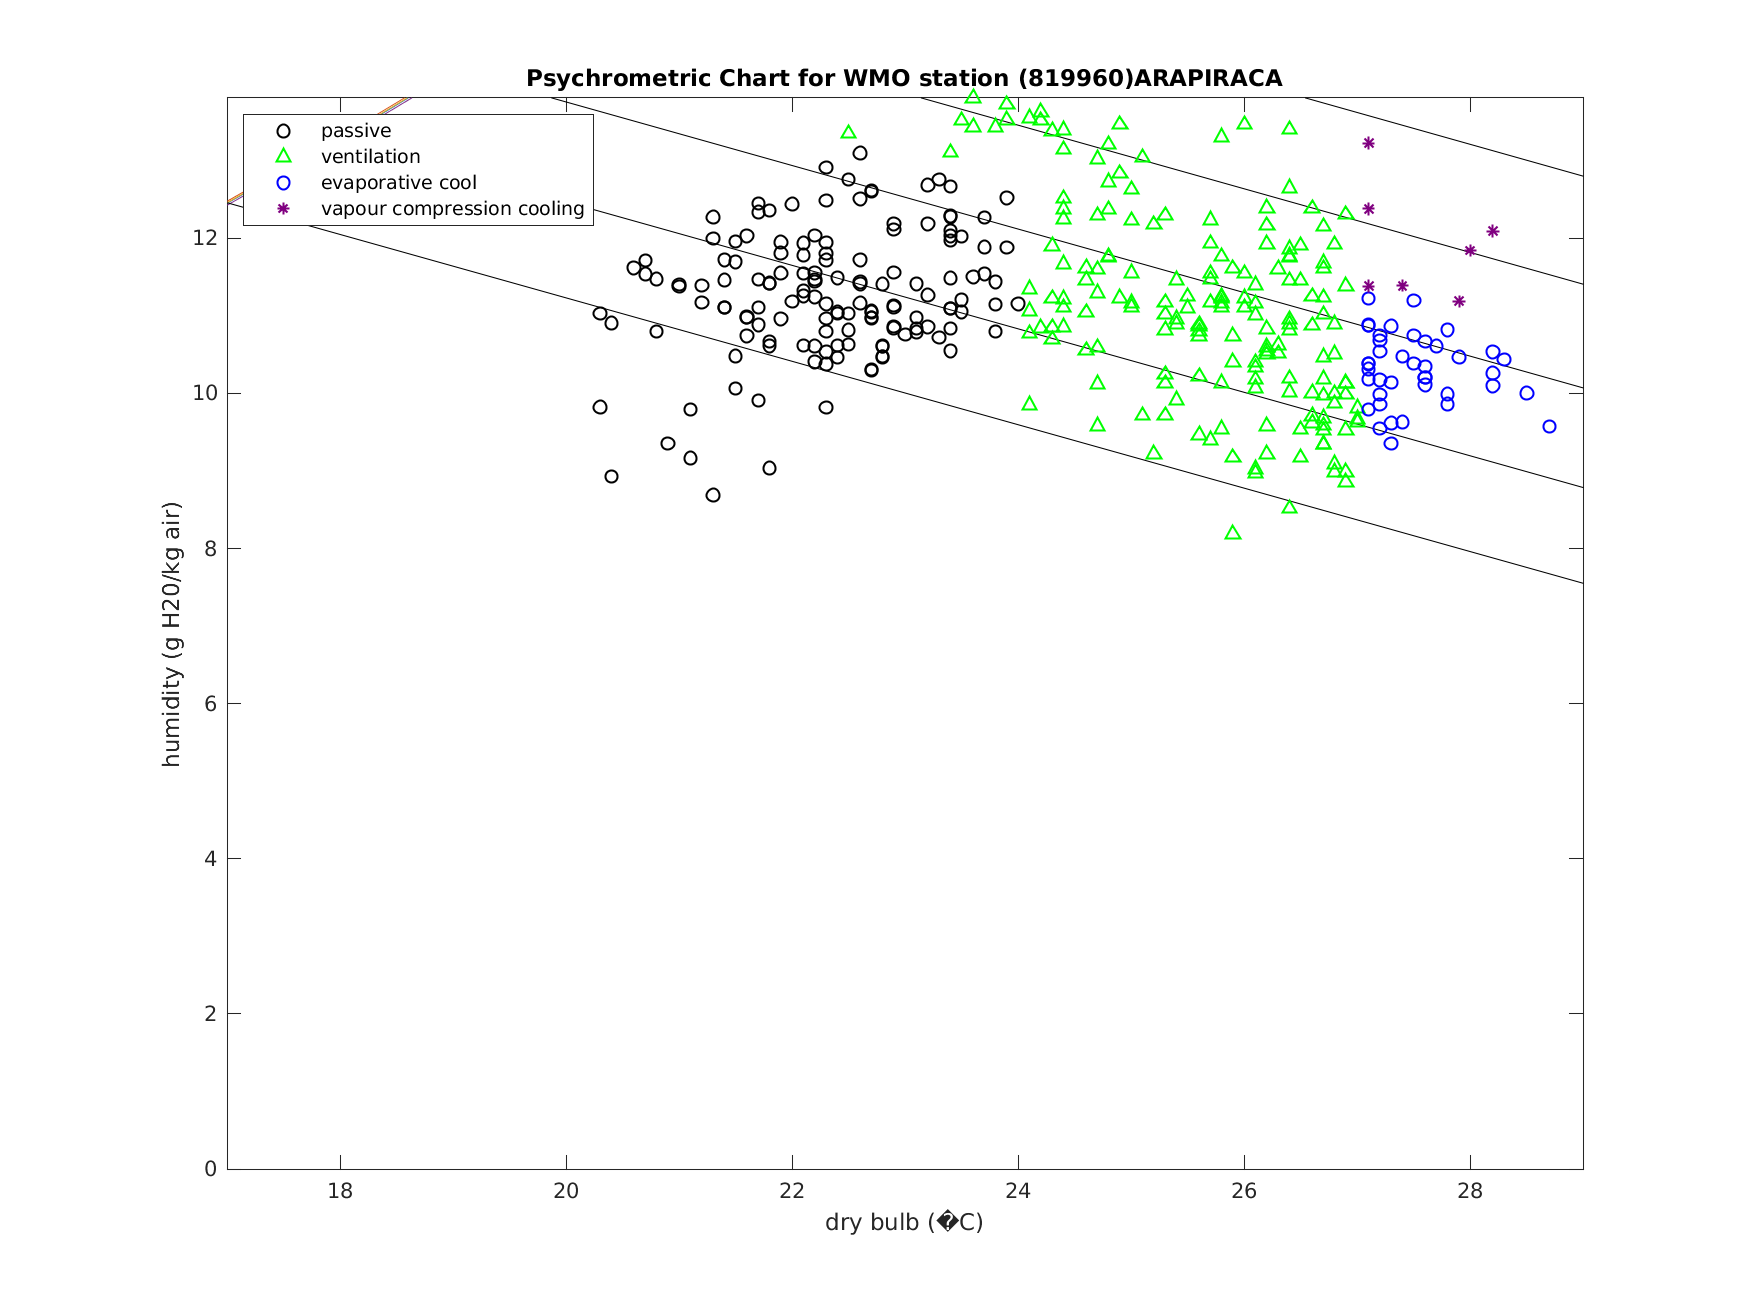 Psychrometric Chart for WMO station (819960)ARAPIRACA
passive
ventilation
evaporative cool
vapour compression cooling
12
10
8
6
4
2
0
humidity (g H20/kg air)
18 20 22 24 26 28
dry bulb (�C)